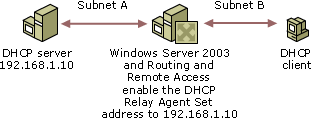 Subnet A
Subnet B
DHCP server
192.168.1.10
Windows Server 2003
and Routing and
Remote Access
enable the DHCP
Relay Agent Set
address to 192.168.1.10
DHCP
client